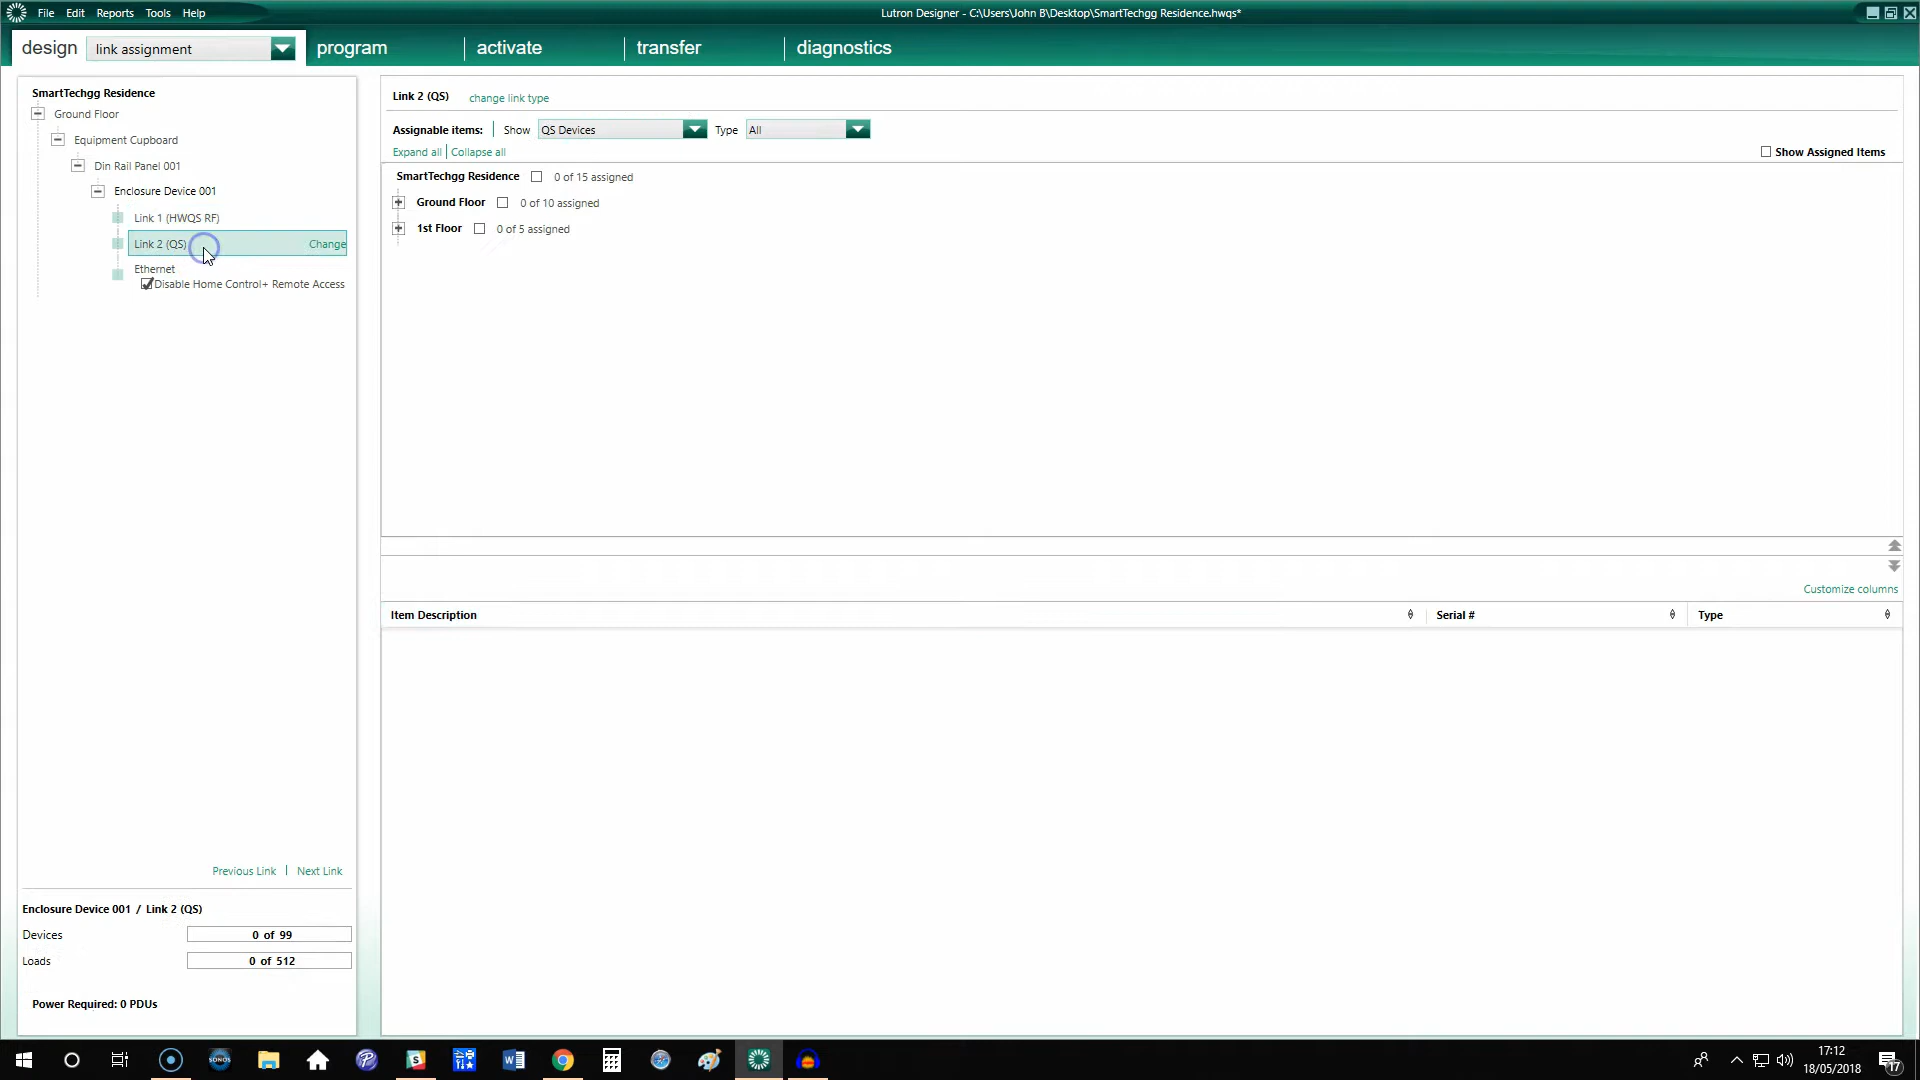 File Edit Reports Tools Help
Lutron Designer - C:\Users\John B\Desktop\SmartTechgg Residence.hwqs*
design link assignment program activate transfer diagnostics
SmartTechgg Residence
Ground Floor
Equipment Cupboard
Din Rail Panel 001
Enclosure Device 001
Link 1 (HWQS RF)
Link 2 (QS) Change
Ethernet
Disable Home Control+ Remote Access
Previous Link | Next Link
Enclosure Device 001 / Link 2 (QS)
Devices 0 of 99
Loads 0 of 512
Power Required: 0 PDUs
Link 2 (QS) change link type
Assignable items: Show QS Devices Type All
Expand all | Collapse all
Show Assigned Items
SmartTechgg Residence 0 of 15 assigned
Ground Floor 0 of 10 assigned
1st Floor 0 of 5 assigned
Customize columns
Item Description Serial # Type
SONOS
17:12
18/05/2018
17